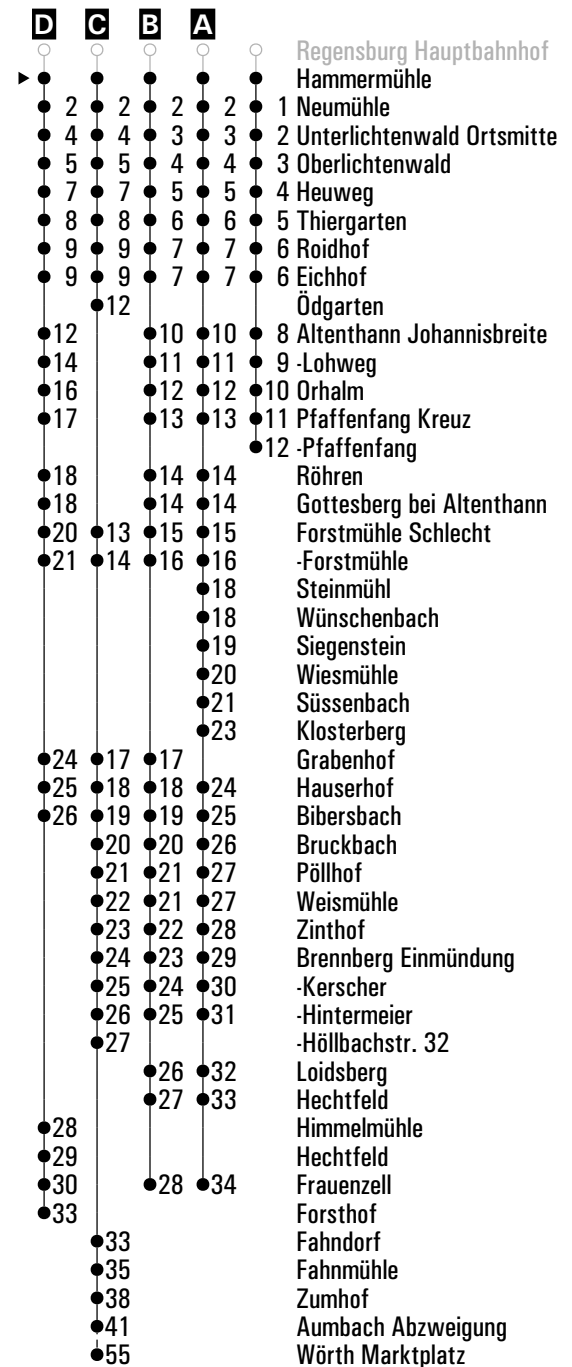 D C B A
Regensburg Hauptbahnhof
Hammermühle
2 2 2 2 1 Neumühle
4 4 3 3 2 Unterlichtenwald Ortsmitte
5 5 4 4 3 Oberlichtenwald
7 7 5 5 4 Heuweg
8 8 6 6 5 Thiergarten
9 9 7 7 6 Roidhof
9 9 7 7 6 Eichhof
12 Ödgarten
12 10 10 8 Altenthann Johannisbreite
14 11 11 9 -Lohweg
16 12 12 10 Orhalm
17 13 13 11 Pfaffenfang Kreuz
12 -Pfaffenfang
18 14 14 Röhren
18 14 14 Gottesberg bei Altenthann
20 13 15 15 Forstmühle Schlecht
21 14 16 16 -Forstmühle
18 Steinmühl
18 Wünschenbach
19 Siegenstein
20 Wiesmühle
21 Süssenbach
23 Klosterberg
24 17 17 Grabenhof
25 18 18 24 Hauserhof
26 19 19 25 Bibersbach
20 20 26 Bruckbach
21 21 27 Pöllhof
22 21 27 Weismühle
23 22 28 Zinthof
24 23 29 Brennberg Einmündung
25 24 30 -Kerscher
26 25 31 -Hintermeier
27 -Höllbachstr. 32
26 32 Loidsberg
27 33 Hechtfeld
28 Himmelmühle
29 Hechtfeld
30 28 34 Frauenzell
33 Forsthof
33 Fahndorf
35 Fahnmühle
38 Zumhof
41 Aumbach Abzweigung
55 Wörth Marktplatz